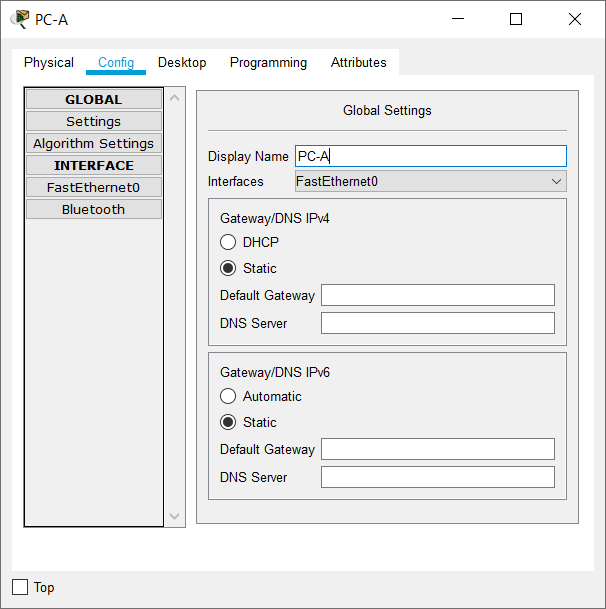 PC-A
Physical Config Desktop Programming Attributes
GLOBAL
Settings
Algorithm Settings
INTERFACE
FastEthernet0
Bluetooth
Global Settings
Display Name PC-A
Interfaces FastEthernet0
Gateway/DNS IPv4
DHCP
Static
Default Gateway
DNS Server
Gateway/DNS IPv6
Automatic
Static
Default Gateway
DNS Server
Top